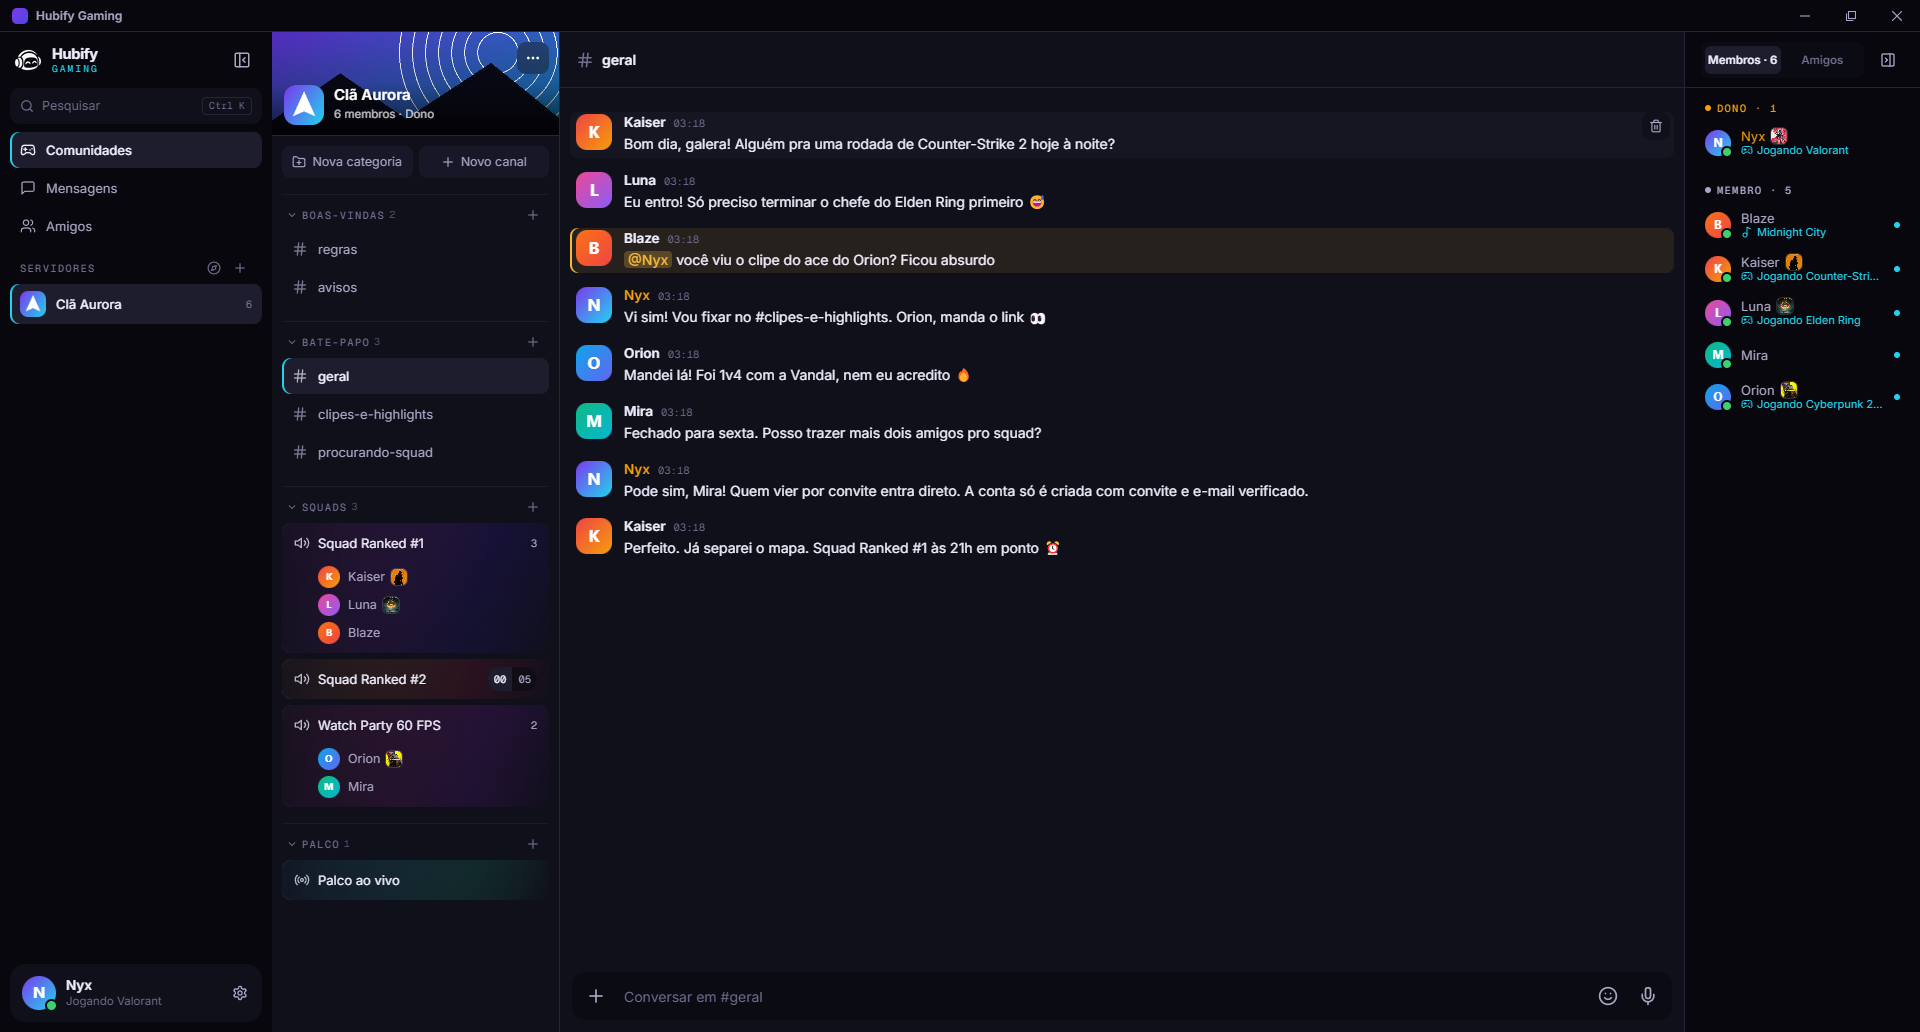 Hubify Gaming
Hubify
GAMING
Pesquisar
Ctrl K
Comunidades
Mensagens
Amigos
SERVIDORES
Clã Aurora
6
Nyx
Jogando Valorant
Clã Aurora
6 membros · Dono
Nova categoria
Novo canal
BOAS-VINDAS 2
regras
avisos
BATE-PAPO 3
geral
clipes-e-highlights
procurando-squad
SQUADS 3
Squad Ranked #1
3
K Kaiser
L Luna
B Blaze
Squad Ranked #2
00 05
Watch Party 60 FPS
2
O Orion
M Mira
PALCO 1
Palco ao vivo
# geral
K
Kaiser 03:18
Bom dia, galera! Alguém pra uma rodada de Counter-Strike 2 hoje à noite?
L
Luna 03:18
Eu entro! Só preciso terminar o chefe do Elden Ring primeiro 😅
B
Blaze 03:18
@Nyx você viu o clipe do ace do Orion? Ficou absurdo
N
Nyx 03:18
Vi sim! Vou fixar no #clipes-e-highlights. Orion, manda o link 👀
O
Orion 03:18
Mandei lá! Foi 1v4 com a Vandal, nem eu acredito 🔥
M
Mira 03:18
Fechado para sexta. Posso trazer mais dois amigos pro squad?
N
Nyx 03:18
Pode sim, Mira! Quem vier por convite entra direto. A conta só é criada com convite e e-mail verificado.
K
Kaiser 03:18
Perfeito. Já separei o mapa. Squad Ranked #1 às 21h em ponto ⏰
Conversar em #geral
Membros · 6
Amigos
DONO · 1
N
Nyx
Jogando Valorant
MEMBRO · 5
B
Blaze
Midnight City
K
Kaiser
Jogando Counter-Stri...
L
Luna
Jogando Elden Ring
M
Mira
O
Orion
Jogando Cyberpunk 2...
N